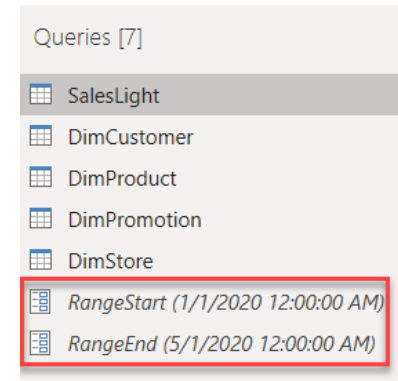 Queries [7]
SalesLight
DimCustomer
DimProduct
DimPromotion
DimStore
RangeStart (1/1/2020 12:00:00 AM)
RangeEnd (5/1/2020 12:00:00 AM)